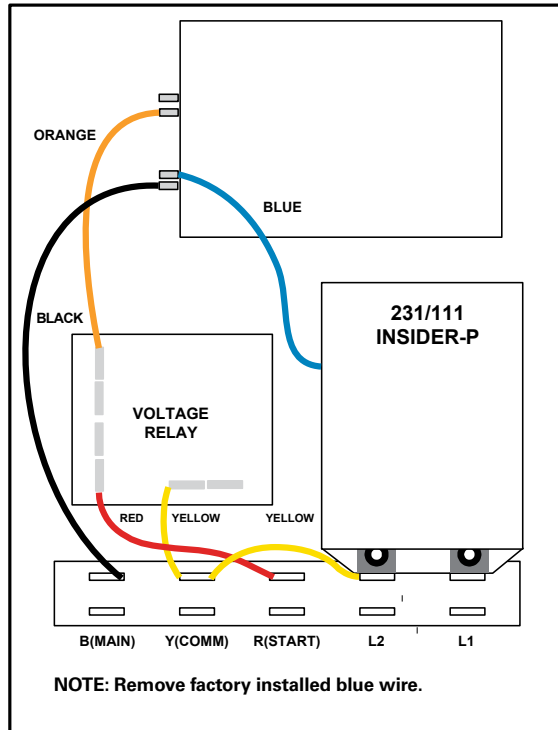 ORANGE
BLUE
BLACK
231/111
INSIDER-P
VOLTAGE
RELAY
RED YELLOW YELLOW
B(MAIN) Y(COMM) R(START) L2 L1
NOTE: Remove factory installed blue wire.